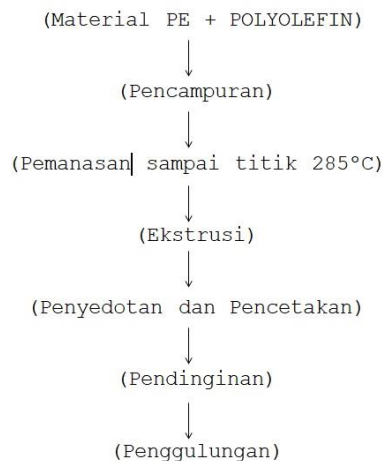 (Material PE + POLYOLEFIN)
(Pencampuran)
(Pemanasan sampai titik 285°C)
(Ekstrusi)
(Penyedotan dan Pencetakan)
(Pendinginan)
(Penggulungan)